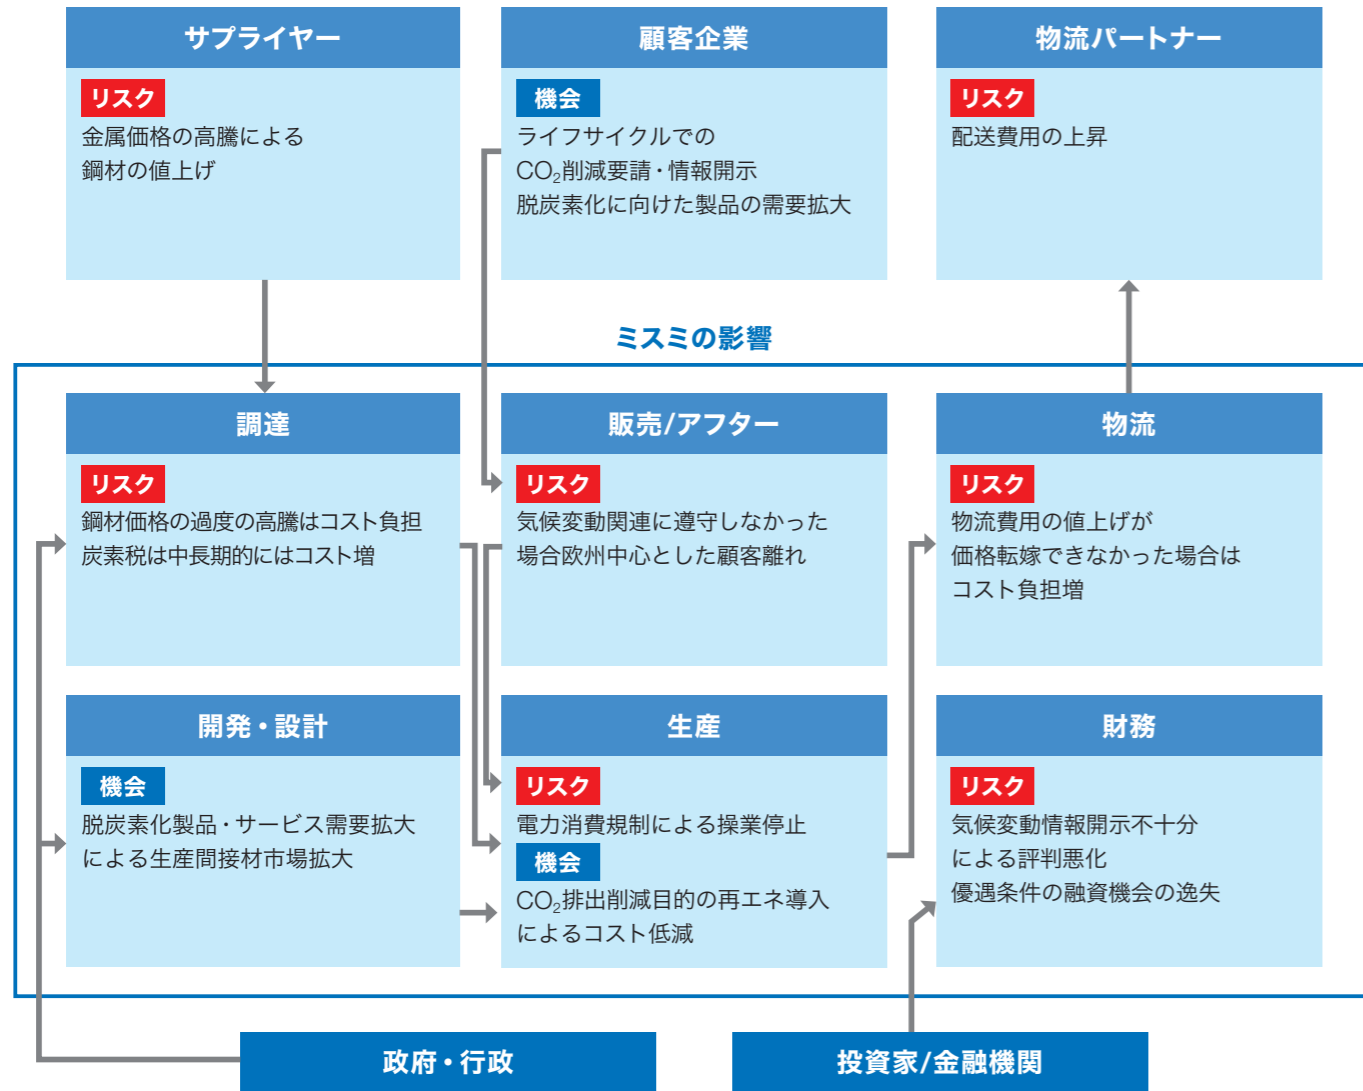 サプライヤー
リスク
金属価格の高騰による
鋼材の値上げ
顧客企業
機会
ライフサイクルでの
CO₂削減要請・情報開示
脱炭素化に向けた製品の需要拡大
物流パートナー
リスク
配送費用の上昇
ミスミの影響
調達
リスク
鋼材価格の過度の高騰はコスト負担
炭素税は中長期的にはコスト増
販売/アフター
リスク
気候変動関連に遵守しなかった
場合欧州中心とした顧客離れ
物流
リスク
物流費用の値上げが
価格転嫁できなかった場合は
コスト負担増
開発・設計
機会
脱炭素化製品・サービス需要拡大
による生産間接材市場拡大
生産
リスク
電力消費規制による操業停止
機会
CO₂排出削減目的の再エネ導入
によるコスト低減
財務
リスク
気候変動情報開示不十分
による評判悪化
優遇条件の融資機会の逸失
政府・行政
投資家/金融機関